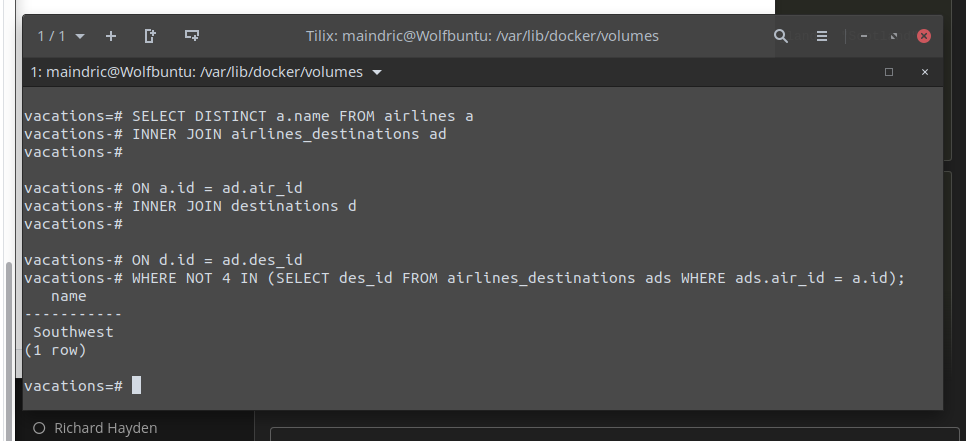 1 / 1
Tilix: maindric@Wolfbuntu: /var/lib/docker/volumes
1: maindric@Wolfbuntu: /var/lib/docker/volumes
vacations=# SELECT DISTINCT a.name FROM airlines a
vacations-# INNER JOIN airlines_destinations ad
vacations-#
vacations-# ON a.id = ad.air_id
vacations-# INNER JOIN destinations d
vacations-#
vacations-# ON d.id = ad.des_id
vacations-# WHERE NOT 4 IN (SELECT des_id FROM airlines_destinations ads WHERE ads.air_id = a.id);
name
-----------
Southwest
(1 row)
vacations=#
Richard Hayden